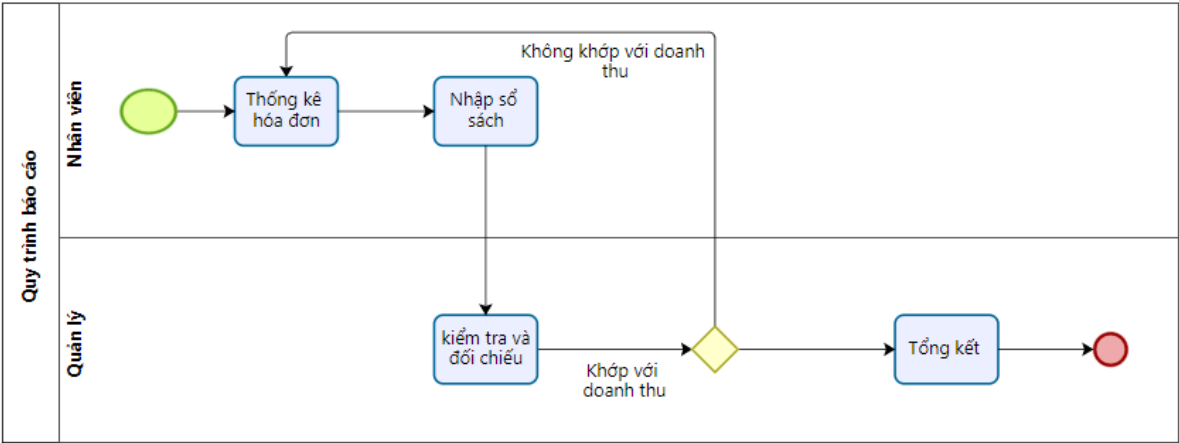 Quy trình báo cáo
Nhân viên
Thống kê
hóa đơn
Nhập sổ
sách
Không khớp với doanh
thu
Quản lý
kiểm tra và
đối chiếu
Khớp với
doanh thu
Tổng kết